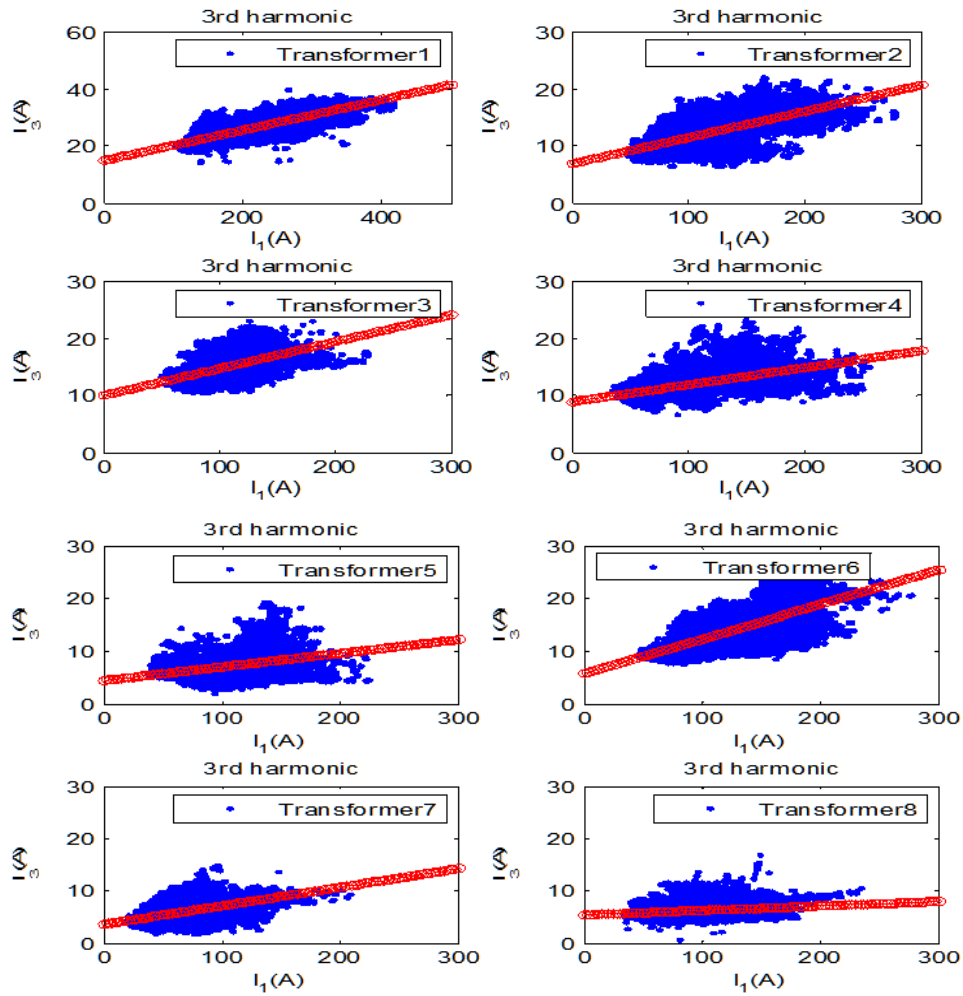 3rd harmonic
60
40
20
0
Transformer1
I3(A)
0 200 400
I1(A)
3rd harmonic
30
20
10
0
Transformer2
I3(A)
0 100 200 300
I1(A)
3rd harmonic
30
20
10
0
Transformer3
I3(A)
0 100 200 300
I1(A)
3rd harmonic
30
20
10
0
Transformer4
I3(A)
0 100 200 300
I1(A)
3rd harmonic
30
20
10
0
Transformer5
I3(A)
0 100 200 300
I1(A)
3rd harmonic
30
20
10
0
Transformer6
I3(A)
0 100 200 300
I1(A)
3rd harmonic
30
20
10
0
Transformer7
I3(A)
0 100 200 300
I1(A)
3rd harmonic
30
20
10
0
Transformer8
I3(A)
0 100 200 300
I1(A)